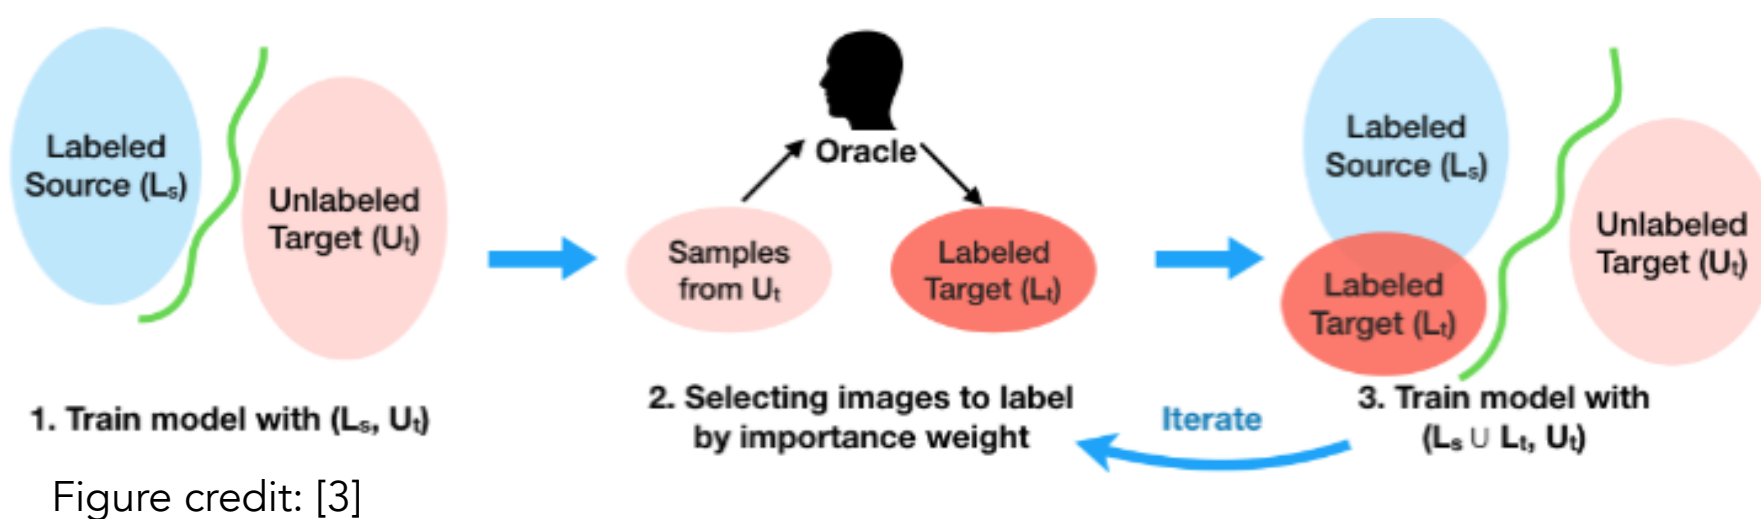 Labeled
Source (Lₛ)
Unlabeled
Target (Uₜ)
1. Train model with (Lₛ, Uₜ)
Oracle
Samples
from Uₜ
Labeled
Target (Lₜ)
2. Selecting images to label
by importance weight
Iterate
Labeled
Source (Lₛ)
Labeled
Target (Lₜ)
Unlabeled
Target (Uₜ)
3. Train model with
(Lₛ ∪ Lₜ, Uₜ)
Figure credit: [3]